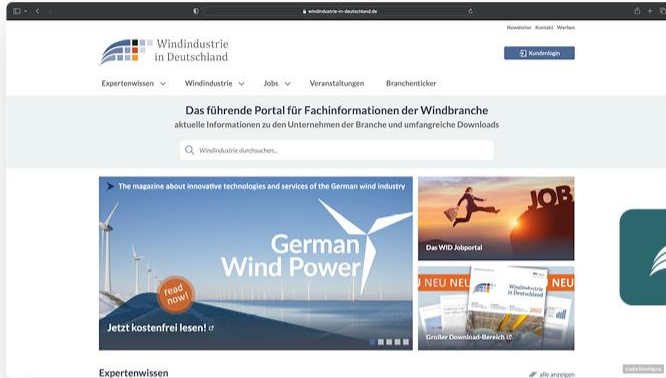 windindustrie-in-deutschland.de
Newsletter Kontakt Werben
Windindustrie
in Deutschland
Kundenlogin
Expertenwissen Windindustrie Jobs Veranstaltungen Branchenticker
Das führende Portal für Fachinformationen der Windbranche
aktuelle Informationen zu den Unternehmen der Branche und umfangreiche Downloads
Windindustrie durchsuchen...
The magazine about innovative technologies and services of the German wind industry
German
Wind Power
read
now!
Jetzt kostenfrei lesen!
JOB
Das WID Jobportal
NEU NEU NEU
Windindustrie
in Deutschland
2022
Großer Download-Bereich
Expertenwissen
alle anzeigen